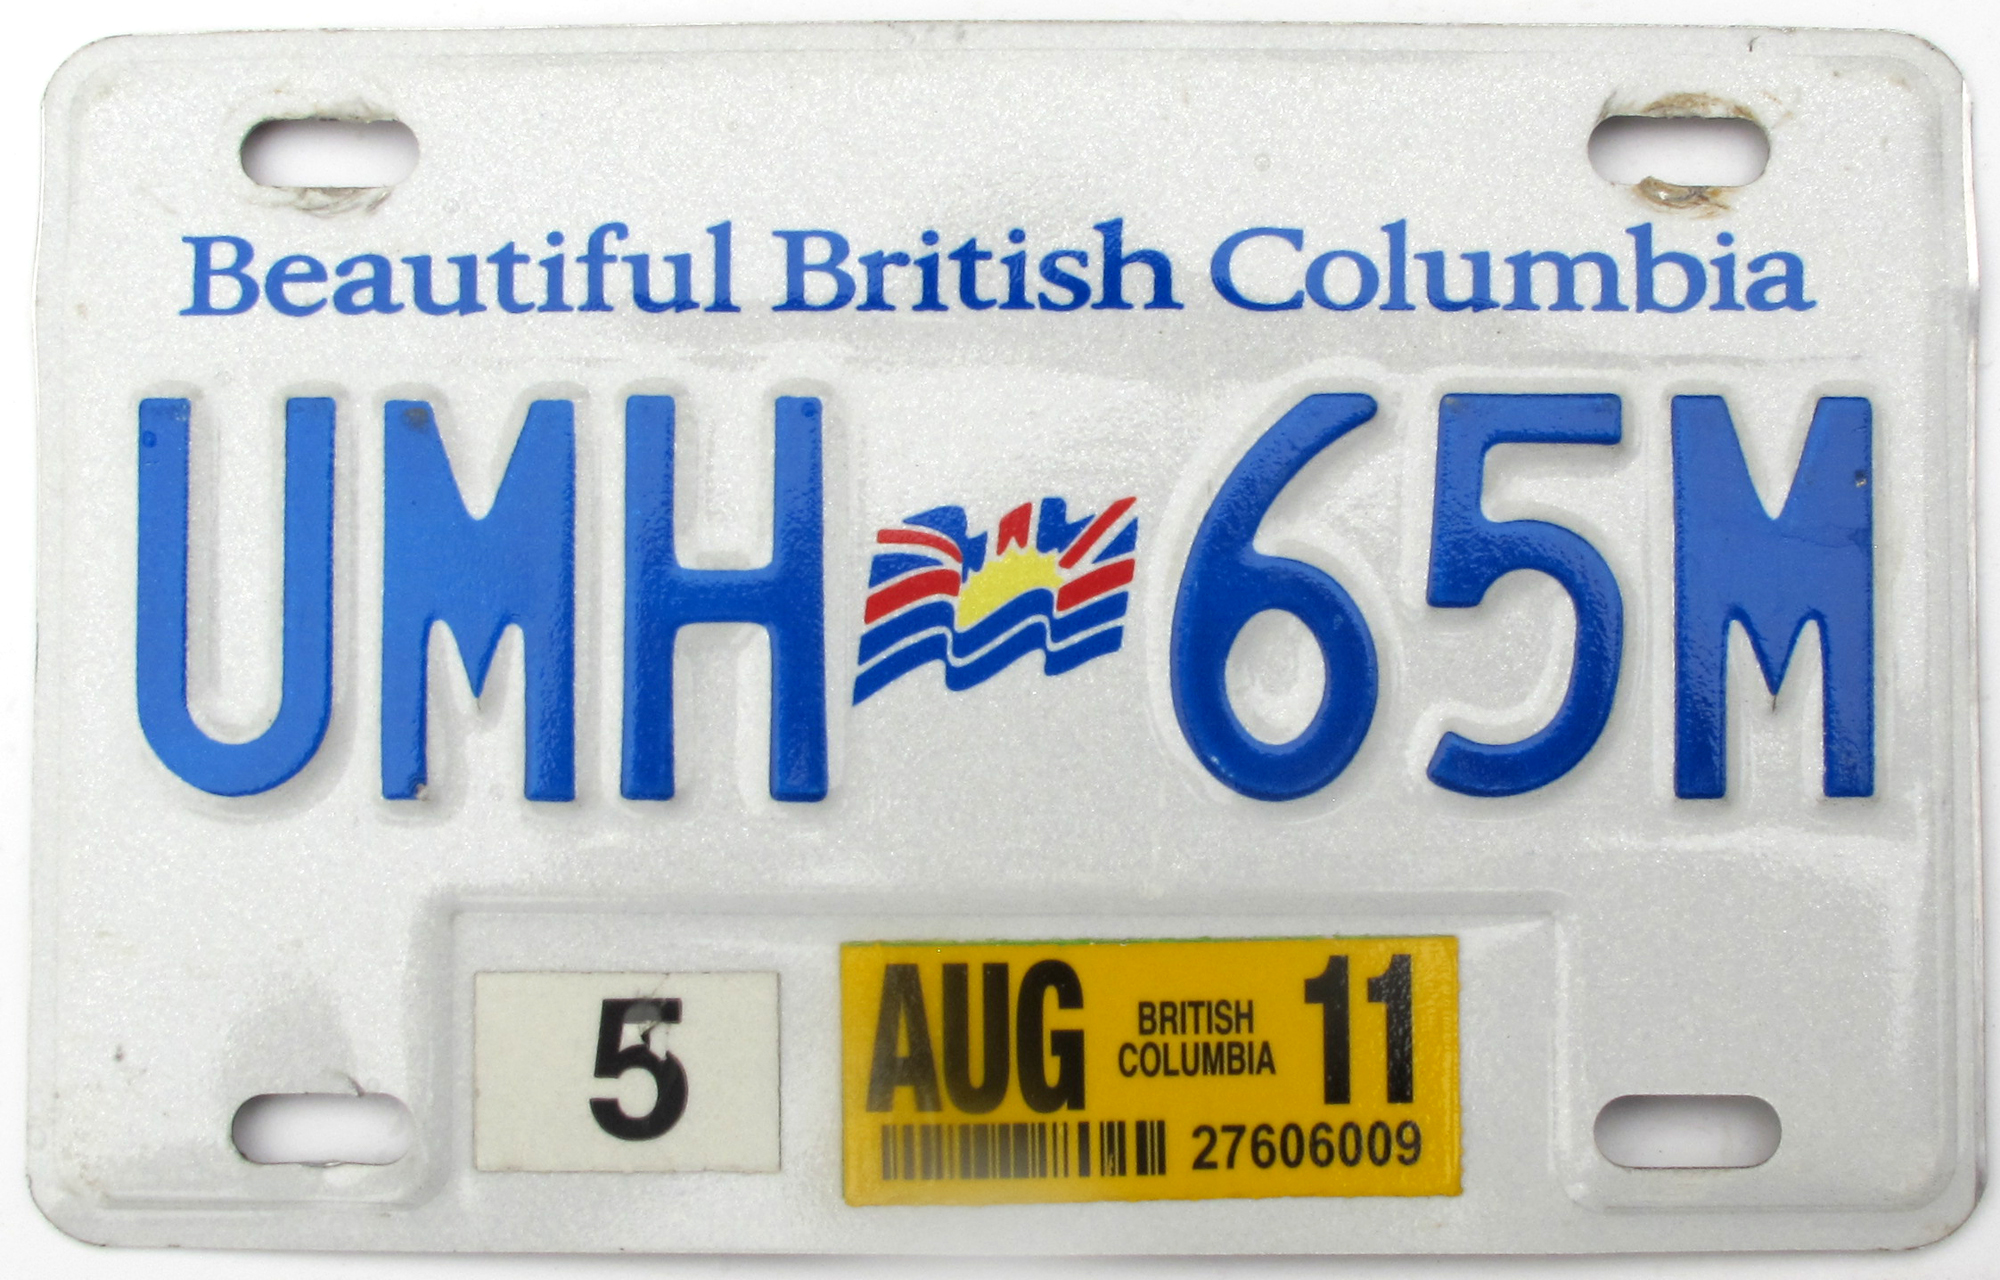 Beautiful British Columbia
UMH 65M
5
AUG BRITISH COLUMBIA 11
27606009